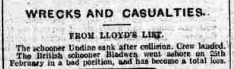 WRECKS AND CASUALTIES.
FROM LLOYD'S LIST.
The schooner Undine sank after collision. Crew landed.
The British schooner Bladwen went ashore on 25th
February in a bad position, and has become a total loss.